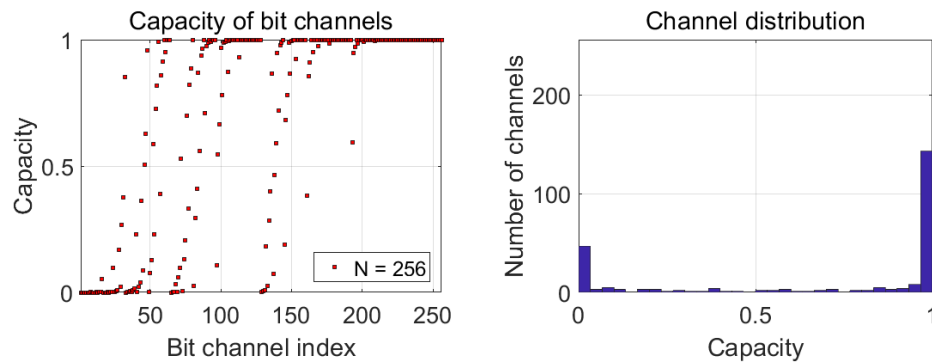 Capacity of bit channels
1
0.5
0
Capacity
50
100
150
200
250
Bit channel index
N = 256
Channel distribution
200
100
0
Number of channels
0
0.5
1
Capacity